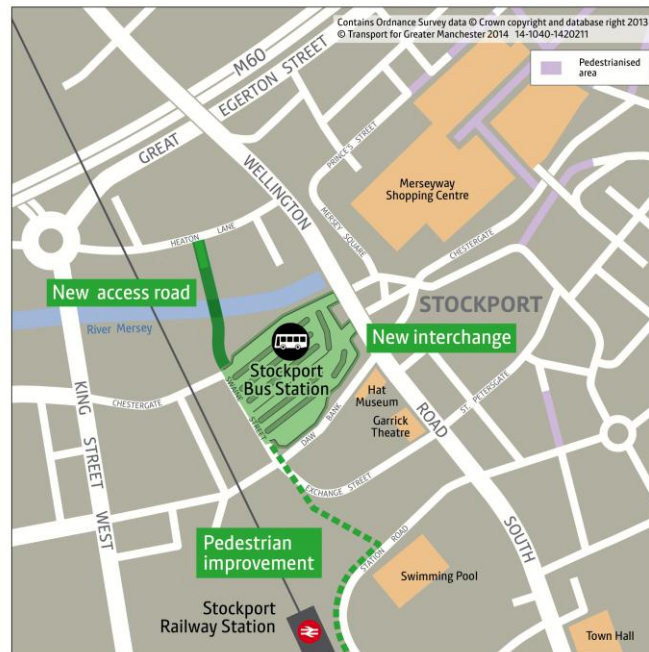 Contains Ordnance Survey data © Crown copyright and database right 2013
© Transport for Greater Manchester 2014 14-1040-1420211
Pedestrianised
area
M60
GREAT EGERTON STREET
PRINCE'S STREET
WELLINGTON
Merseyway
Shopping Centre
MERSEY SQUARE
HEATON LANE
CHESTERGATE
New access road
STOCKPORT
River Mersey
New interchange
Stockport
Bus Station
Hat
Museum
CHESTERGATE
SWAINE STREET
DAW BANK
Garrick
Theatre
ROAD
ST. PETERSGATE
KING STREET WEST
EXCHANGE STREET
Pedestrian
improvement
STATION ROAD
SOUTH
Swimming Pool
Stockport
Railway Station
Town Hall